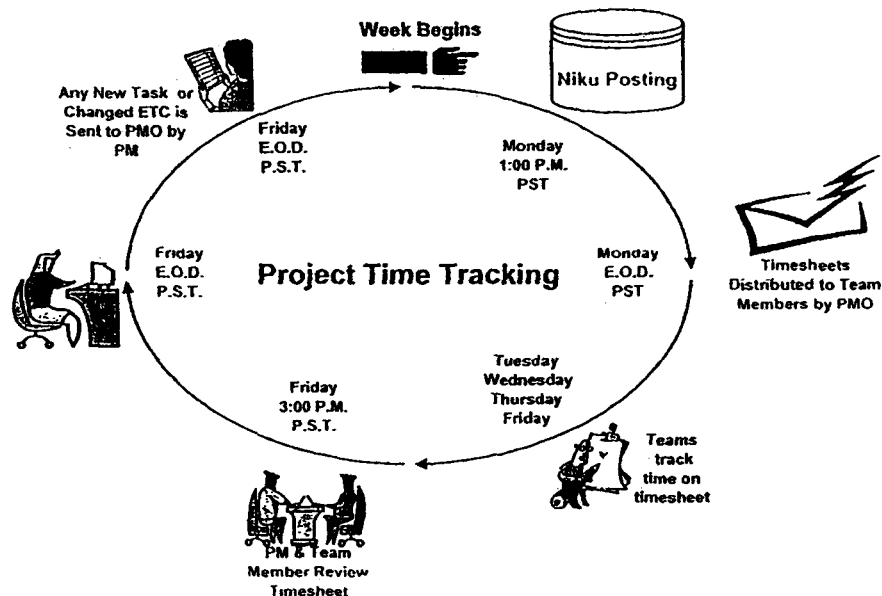 Week Begins
Niku Posting
Any New Task or
Changed ETC is
Sent to PMO by
PM
Friday
E.O.D.
P.S.T.
Monday
1:00 P.M.
PST
Friday
E.O.D.
P.S.T.
Project Time Tracking
Monday
E.O.D.
PST
Timesheets
Distributed to Team
Members by PMO
Tuesday
Wednesday
Thursday
Friday
Friday
3:00 P.M.
P.S.T.
Teams
track
time on
timesheet
PM & Team
Member Review
Timesheet